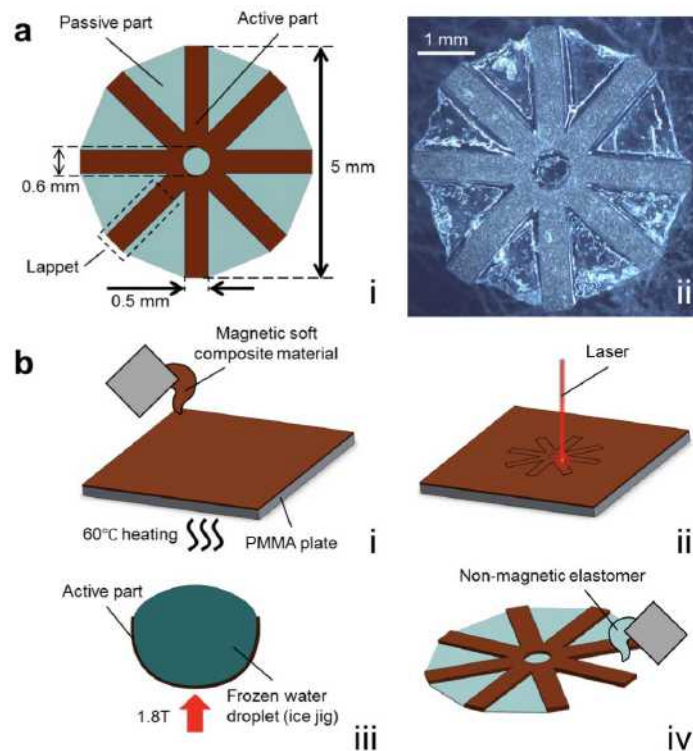 a
Passive part
Active part
0.6 mm
5 mm
Lappet
0.5 mm
i
1 mm
ii
b
Magnetic soft
composite material
60℃ heating
PMMA plate
i
Laser
ii
Active part
1.8T
Frozen water
droplet (ice jig)
iii
Non-magnetic elastomer
iv